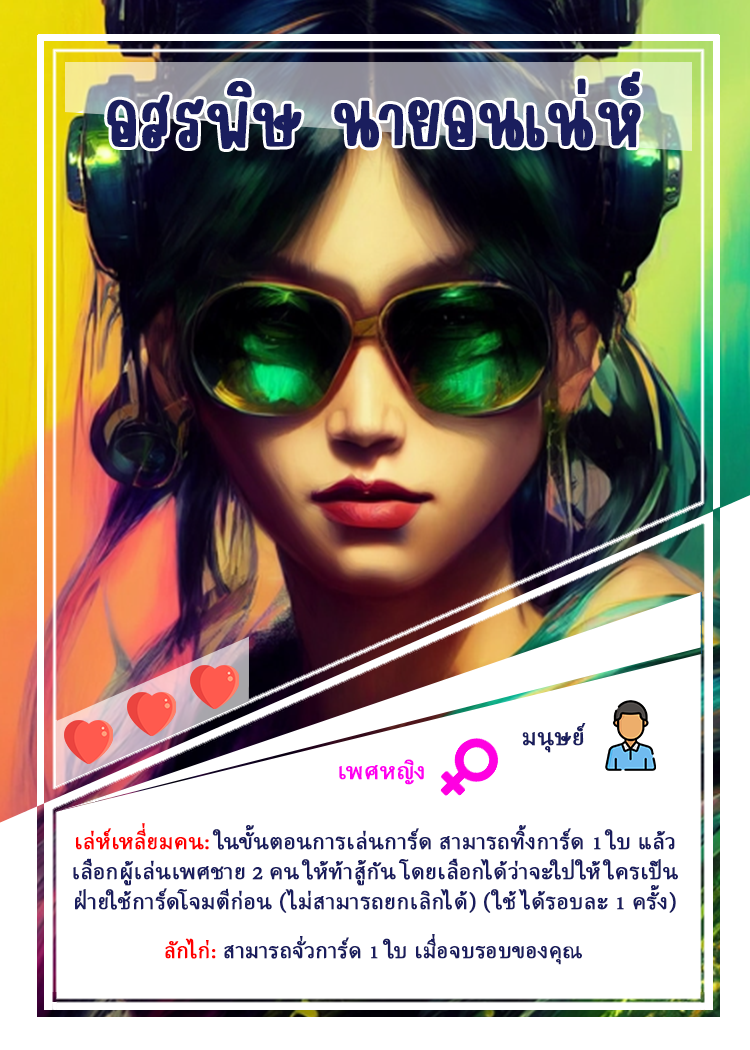 อสรพิษ นายอนเน่ห์
มนุษย์
เพศหญิง
เล่ห์เหลี่ยมคน: ในขั้นตอนการเล่นการ์ด สามารถทิ้งการ์ด 1 ใบ แล้ว
เลือกผู้เล่นเพศชาย 2 คน ให้ท้าสู้กัน โดยเลือกได้ว่าจะใปให้ ใครเป็น
ฝ่ายใช้การ์ดโจมตีก่อน (ไม่สามารถยกเลิกได้) (ใช้ ได้รอบละ 1 ครั้ง)
ลักไก่: สามารถจั่วการ์ด 1 ใบ เมื่อจบรอบของคุณ